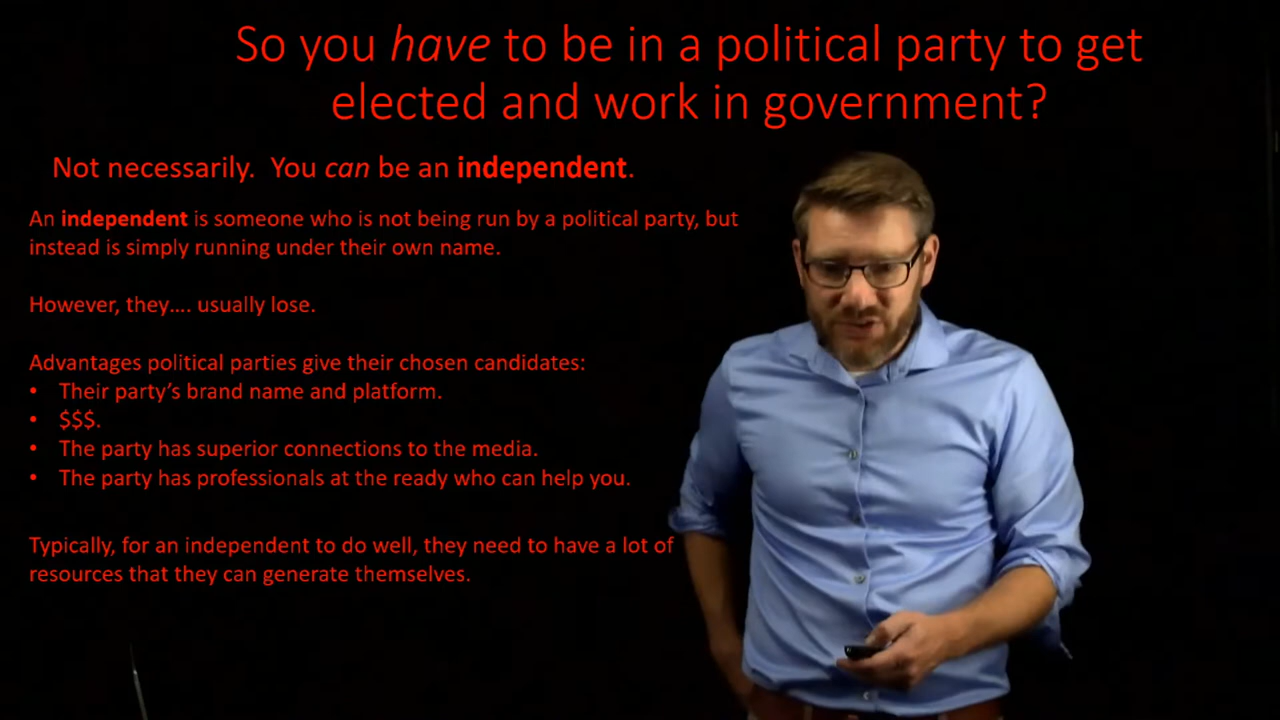 So you have to be in a political party to get
elected and work in government?
Not necessarily.  You can be an independent.
An independent is someone who is not being run by a political party, but
instead is simply running under their own name.
However, they.... usually lose.
Advantages political parties give their chosen candidates:
• Their party's brand name and platform.
• $$$.
• The party has superior connections to the media.
• The party has professionals at the ready who can help you.
Typically, for an independent to do well, they need to have a lot of
resources that they can generate themselves.